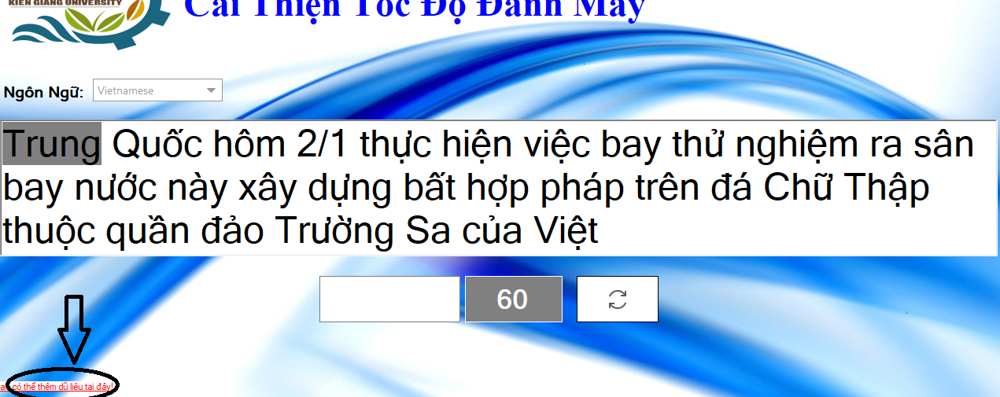 KIEN GIANG UNIVERSITY
Cải Thiện Tốc Độ Đánh Máy
Ngôn Ngữ: Vietnamese
Trung Quốc hôm 2/1 thực hiện việc bay thử nghiệm ra sân
bay nước này xây dựng bất hợp pháp trên đá Chữ Thập
thuộc quần đảo Trường Sa của Việt
60
có thể thêm dữ liệu tại đây!